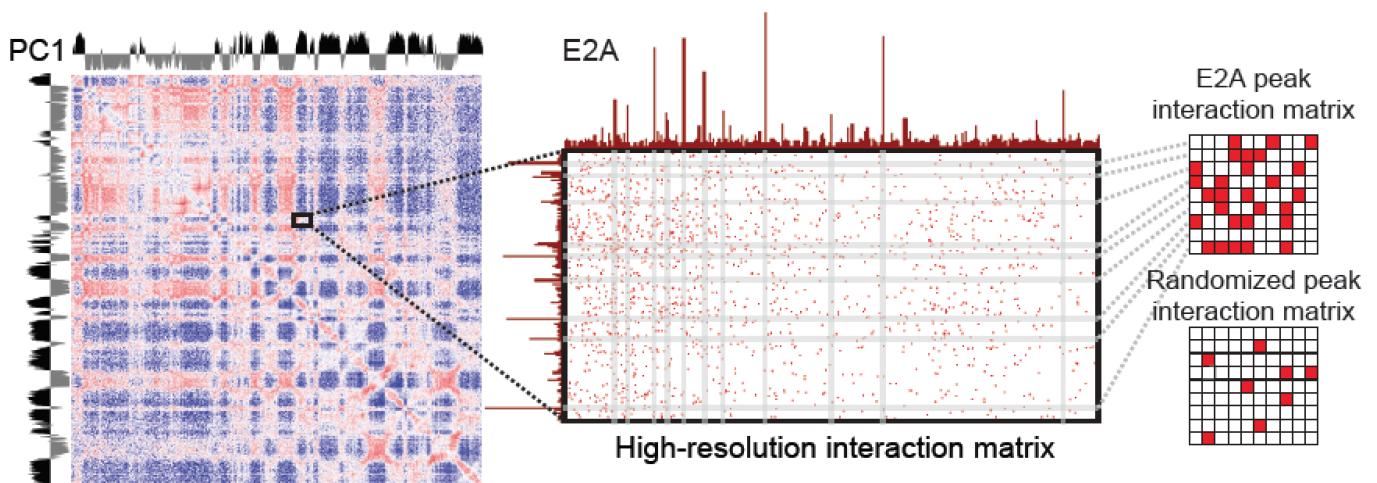 PC1
E2A
E2A peak
interaction matrix
Randomized peak
interaction matrix
High-resolution interaction matrix